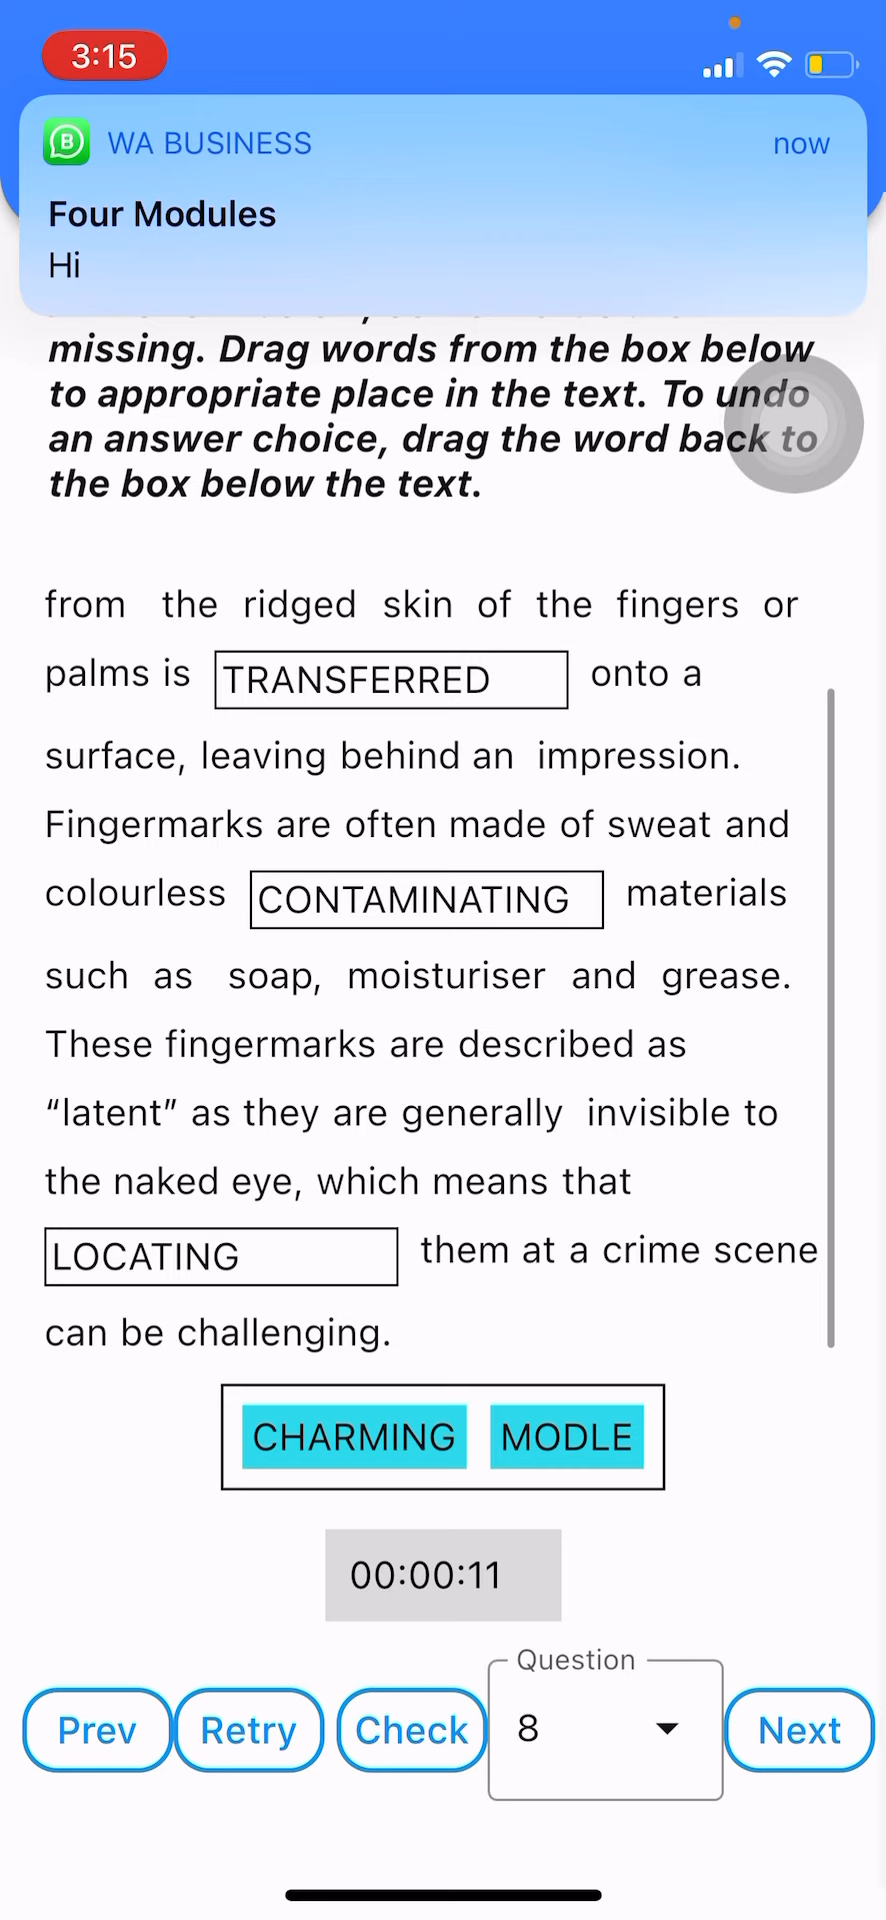 3:15
WA BUSINESS
now
Four Modules
Hi
missing. Drag words from the box below
to appropriate place in the text. To undo
an answer choice, drag the word back to
the box below the text.
from the ridged skin of the fingers or
palms is TRANSFERRED onto a
surface, leaving behind an impression.
Fingermarks are often made of sweat and
colourless CONTAMINATING materials
such as soap, moisturiser and grease.
These fingermarks are described as
“latent” as they are generally invisible to
the naked eye, which means that
LOCATING them at a crime scene
can be challenging.
CHARMING MODLE
00:00:11
Question
Prev Retry Check 8 Next